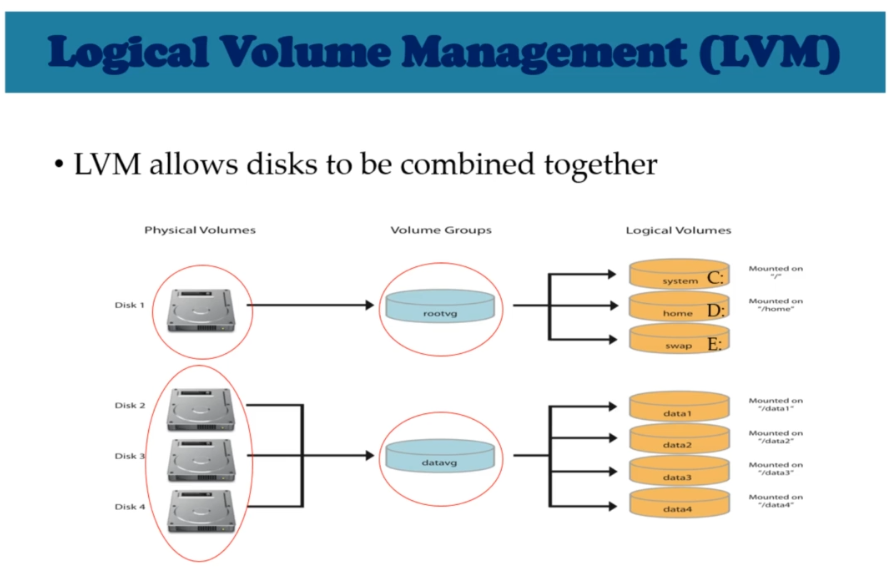 Logical Volume Management (LVM)
• LVM allows disks to be combined together
Physical Volumes
Volume Groups
Logical Volumes
Disk 1
rootvg
system C:
Mounted on
"/"
home D:
Mounted on
"/home"
swap E:
Disk 2
Disk 3
Disk 4
datavg
data1
Mounted on
"/data1"
data2
Mounted on
"/data2"
data3
Mounted on
"/data3"
data4
Mounted on
"/data4"